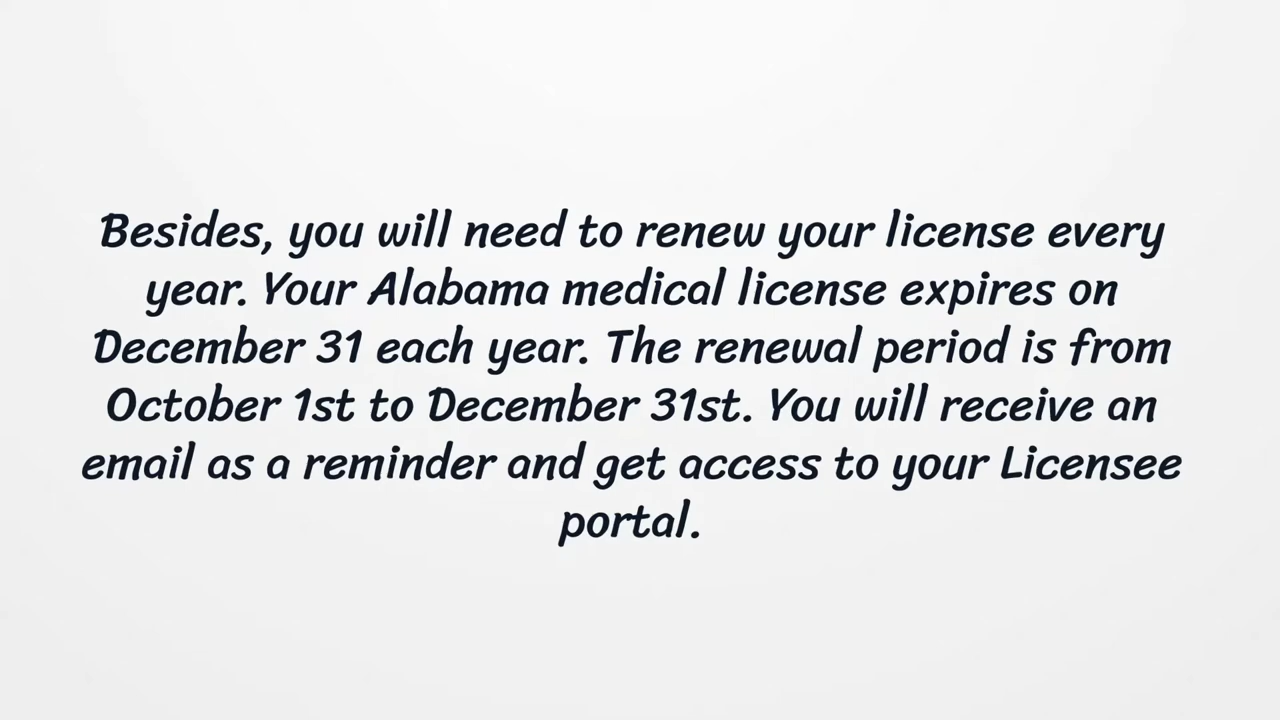 Besides, you will need to renew your license every
year. Your Alabama medical license expires on
December 31 each year. The renewal period is from
October 1st to December 31st. You will receive an
email as a reminder and get access to your Licensee
portal.